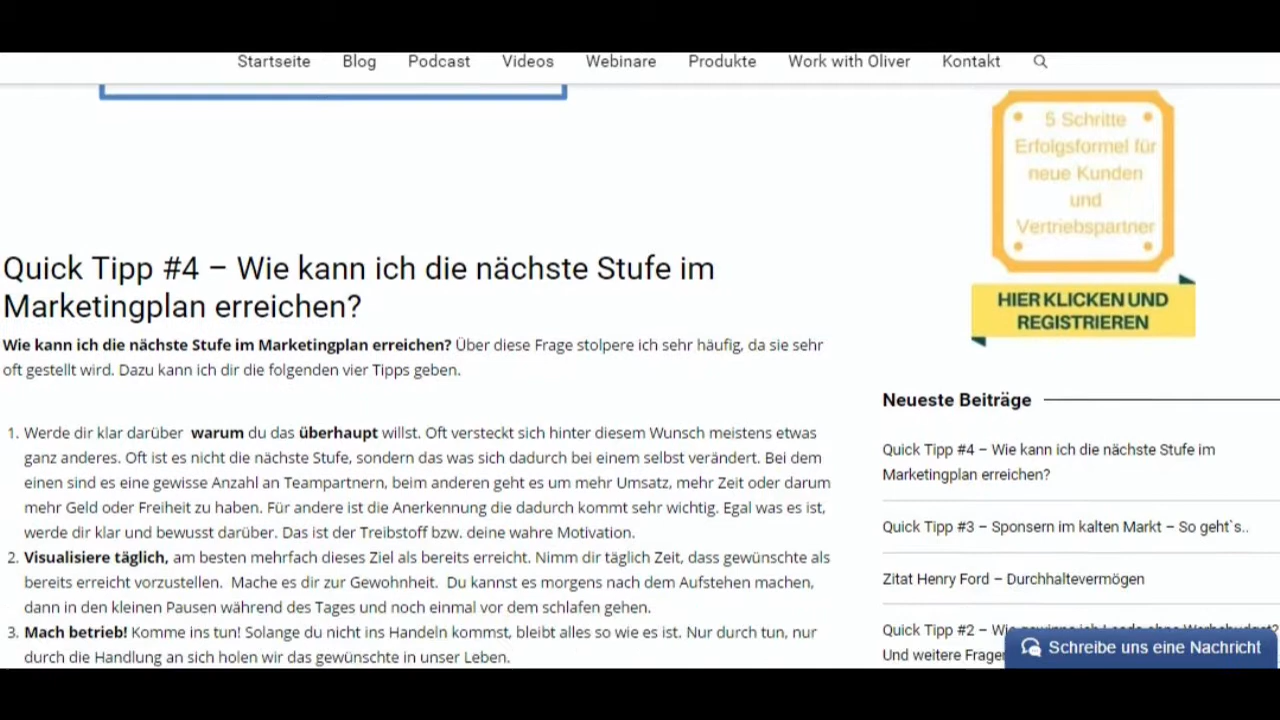 Startseite Blog Podcast Videos Webinare Produkte Work with Oliver Kontakt
5 Schritte
Erfolgsformel für
neue Kunden
und
Vertriebspartner
HIER KLICKEN UND
REGISTRIEREN
Quick Tipp #4 – Wie kann ich die nächste Stufe im
Marketingplan erreichen?
Wie kann ich die nächste Stufe im Marketingplan erreichen? Über diese Frage stolpere ich sehr häufig, da sie sehr
oft gestellt wird. Dazu kann ich dir die folgenden vier Tipps geben.
1. Werde dir klar darüber warum du das überhaupt willst. Oft versteckt sich hinter diesem Wunsch meistens etwas
ganz anderes. Oft ist es nicht die nächste Stufe, sondern das was sich dadurch bei einem selbst verändert. Bei dem
einen sind es eine gewisse Anzahl an Teampartnern, beim anderen geht es um mehr Umsatz, mehr Zeit oder darum
mehr Geld oder Freiheit zu haben. Für andere ist die Anerkennung die dadurch kommt sehr wichtig. Egal was es ist,
werde dir klar und bewusst darüber. Das ist der Treibstoff bzw. deine wahre Motivation.
2. Visualisiere täglich, am besten mehrfach dieses Ziel als bereits erreicht. Nimm dir täglich Zeit, dass gewünschte als
bereits erreicht vorzustellen. Mache es dir zur Gewohnheit. Du kannst es morgens nach dem Aufstehen machen,
dann in den kleinen Pausen während des Tages und noch einmal vor dem schlafen gehen.
3. Mach betrieb! Komme ins tun! Solange du nicht ins Handeln kommst, bleibt alles so wie es ist. Nur durch tun, nur
durch die Handlung an sich holen wir das gewünschte in unser Leben.
Neueste Beiträge
Quick Tipp #4 – Wie kann ich die nächste Stufe im
Marketingplan erreichen?
Quick Tipp #3 – Sponsern im kalten Markt – So geht`s..
Zitat Henry Ford – Durchhaltevermögen
Quick Tipp #2 –
Und weitere
Schreibe uns eine Nachricht